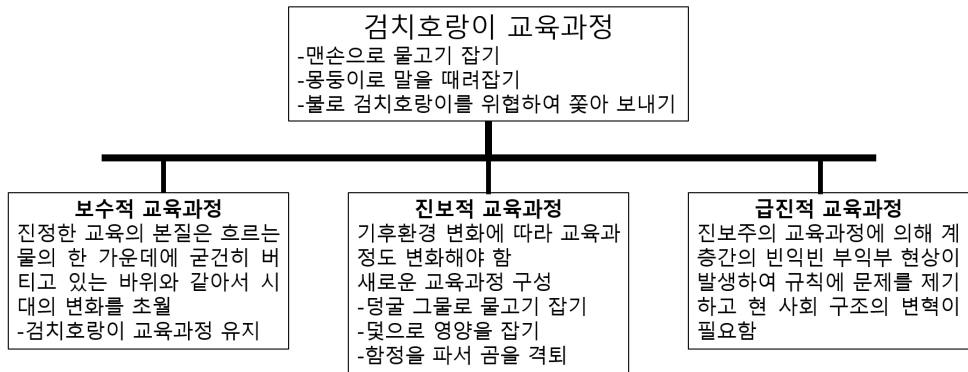 검치호랑이 교육과정
-맨손으로 물고기 잡기
-몽둥이로 말을 때려잡기
-불로 검치호랑이를 위협하여 쫓아 보내기
보수적 교육과정
진정한 교육의 본질은 흐르는
물의 한 가운데에 굳건히 버
티고 있는 바위와 같아서 시
대의 변화를 초월
-검치호랑이 교육과정 유지
진보적 교육과정
기후환경 변화에 따라 교육과
정도 변화해야 함
새로운 교육과정 구성
-덩굴 그물로 물고기 잡기
-덫으로 영양을 잡기
-함정을 파서 곰을 격퇴
급진적 교육과정
진보주의 교육과정에 의해 계
층간의 빈익빈 부익부 현상이
발생하여 규칙에 문제를 제기
하고 현 사회 구조의 변혁이
필요함